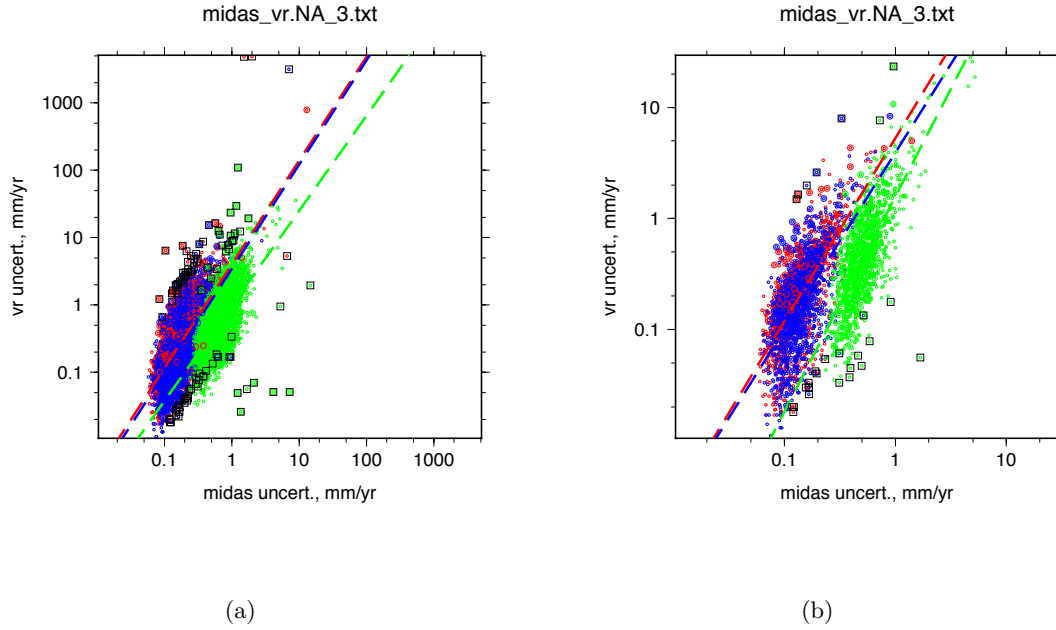 midas_vr.NA_3.txt
vr uncert., mm/yr
1000
100
10
1
0.1
0.1
1
10
100
1000
midas uncert., mm/yr
(a)
midas_vr.NA_3.txt
vr uncert., mm/yr
10
1
0.1
0.1
1
10
midas uncert., mm/yr
(b)